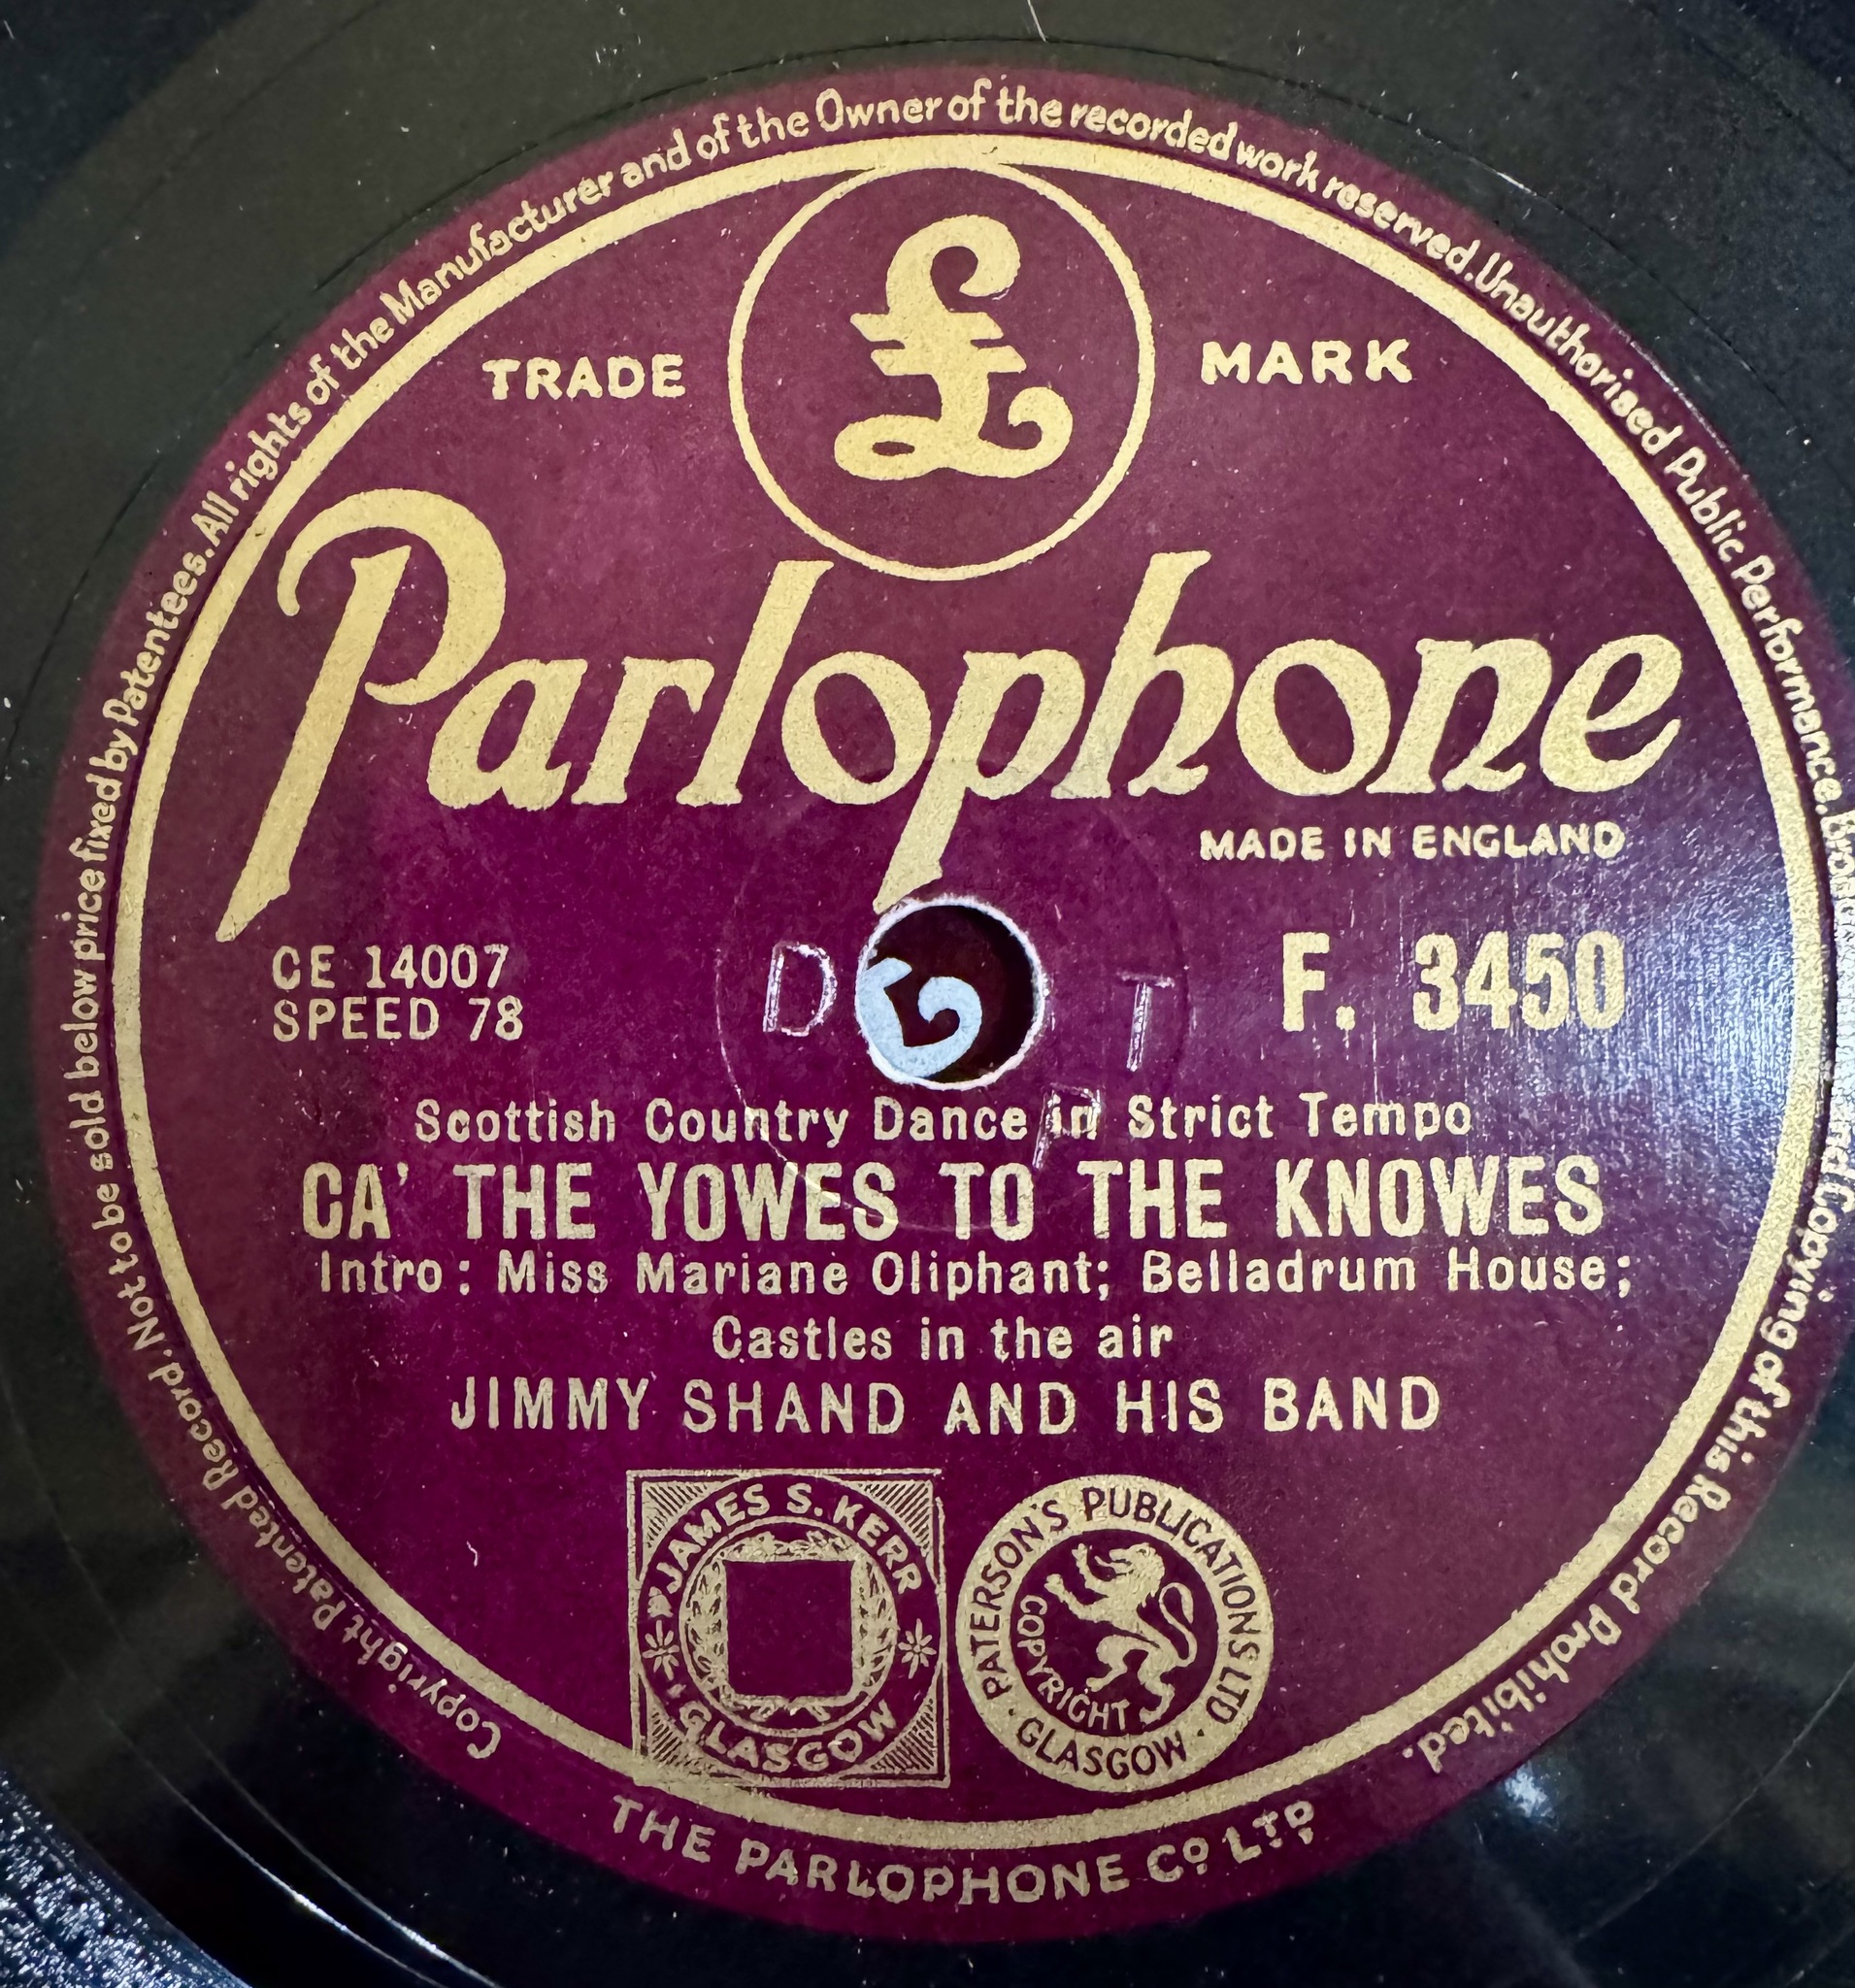 Copyright Patented Record. Not to be sold below price fixed by Patentees. All rights of the Manufacturer and of the Owner of the recorded work reserved. Unauthorised Public Performance, and Copying of this Record Prohibited.
£
TRADE MARK
Parlophone
MADE IN ENGLAND
CE 14007
SPEED 78
F. 3450
D T
Scottish Country Dance in Strict Tempo
CA' THE YOWES TO THE KNOWES
Intro: Miss Mariane Oliphant; Belladrum House;
Castles in the air
JIMMY SHAND AND HIS BAND
JAMES S. KERR
GLASGOW
PATERSON'S PUBLICATIONS LTD
COPYRIGHT
GLASGOW
THE PARLOPHONE CO LTD